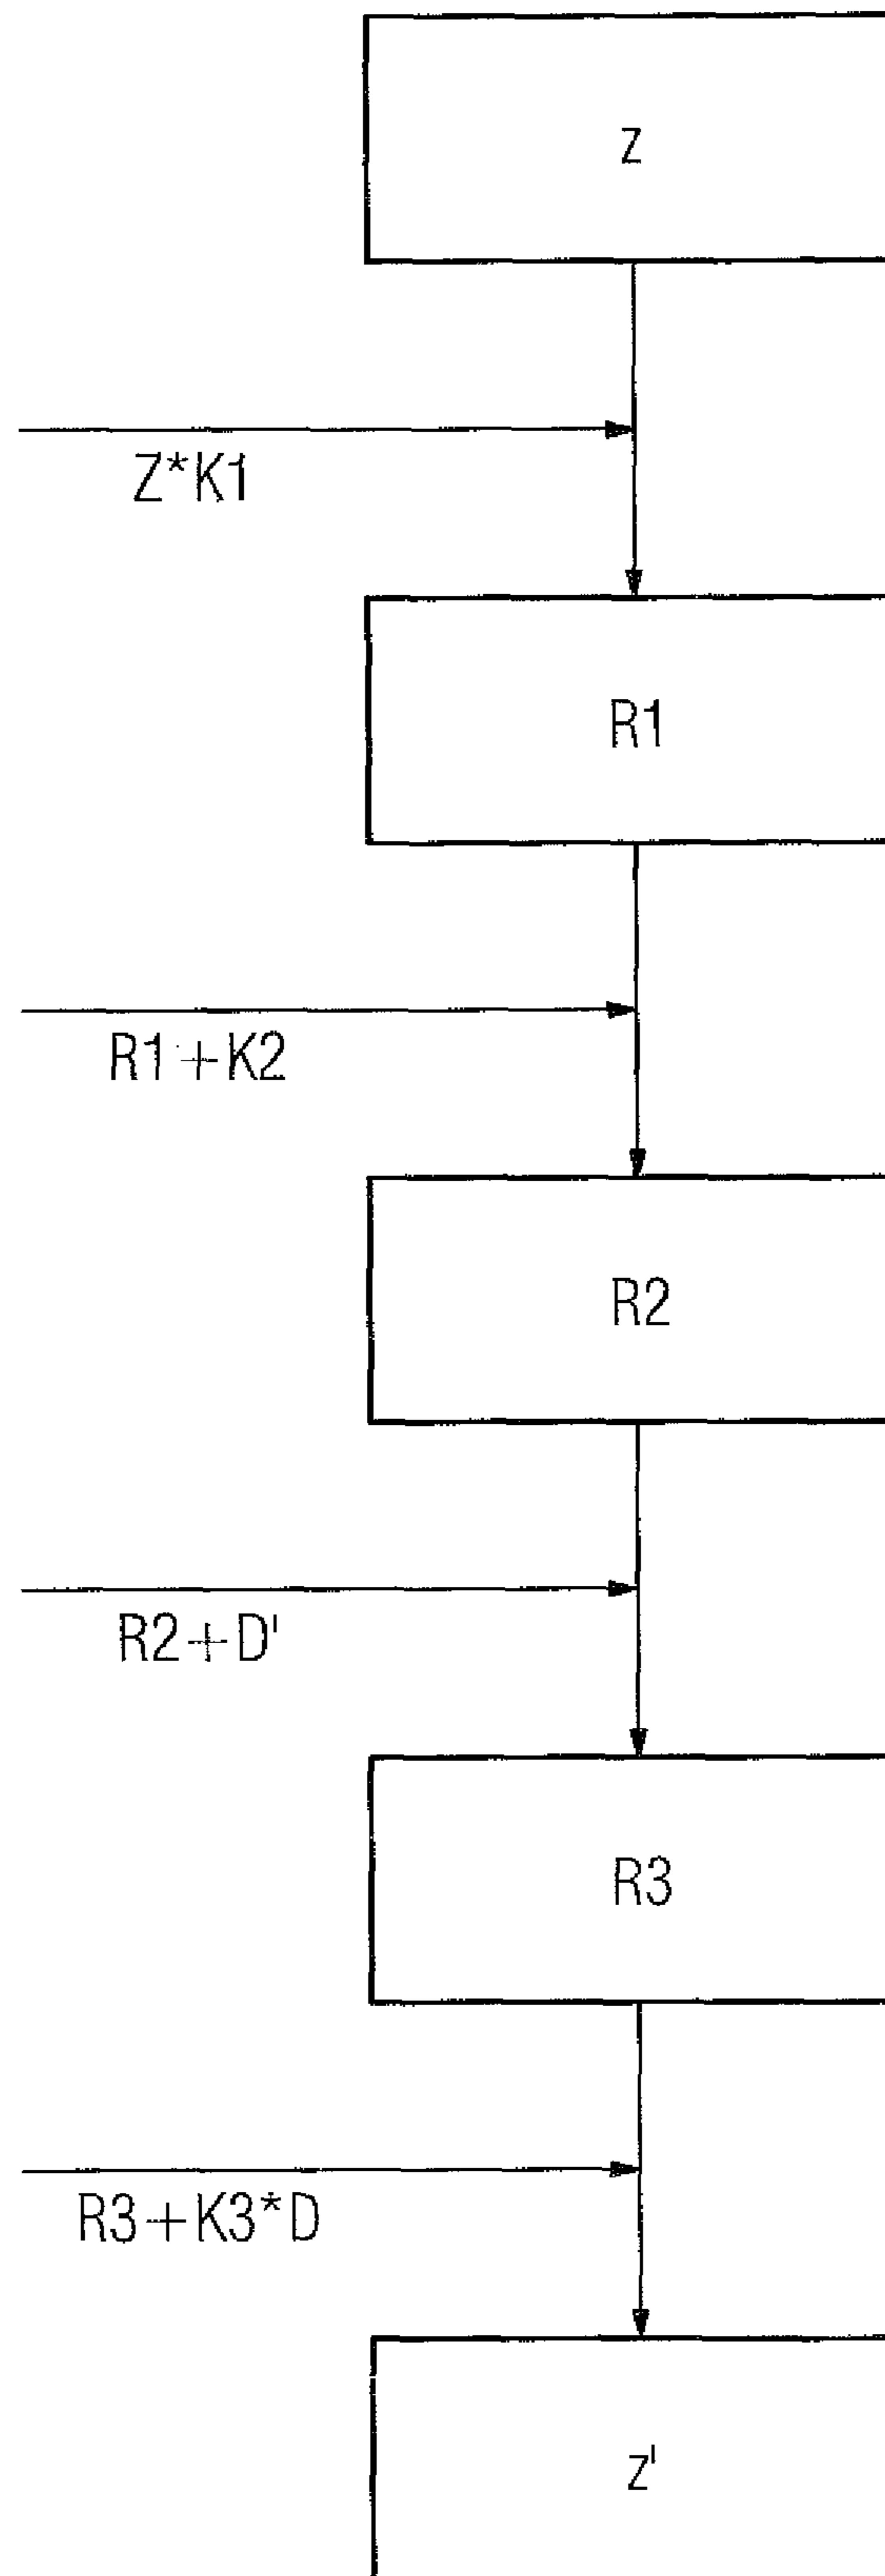 z
Z*K1
R1
R1+K2
R2
R2+D'
R3
R3+K3*D
z'